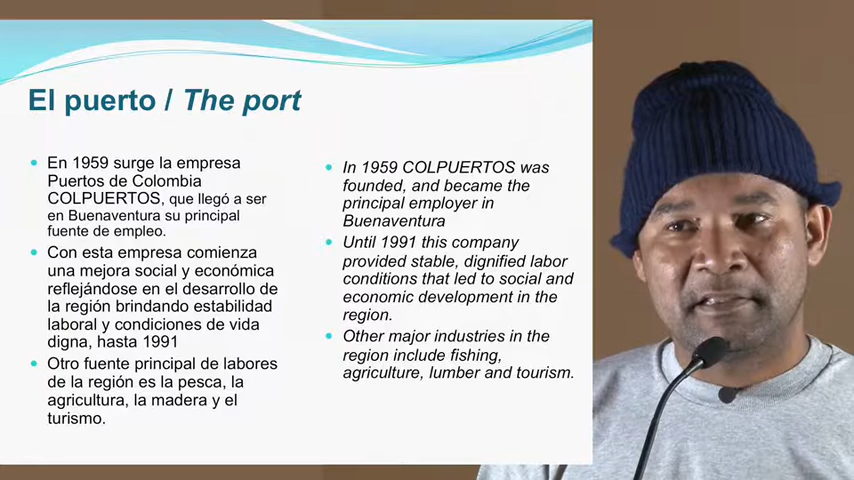 El puerto / The port
En 1959 surge la empresa
Puertos de Colombia
COLPUERTOS, que llegó a ser
en Buenaventura su principal
fuente de empleo.
Con esta empresa comienza
una mejora social y económica
reflejándose en el desarrollo de
la región brindando estabilidad
laboral y condiciones de vida
digna, hasta 1991
Otro fuente principal de labores
de la región es la pesca, la
agricultura, la madera y el
turismo.
In 1959 COLPUERTOS was
founded, and became the
principal employer in
Buenaventura
Until 1991 this company
provided stable, dignified labor
conditions that led to social and
economic development in the
region.
Other major industries in the
region include fishing,
agriculture, lumber and tourism.